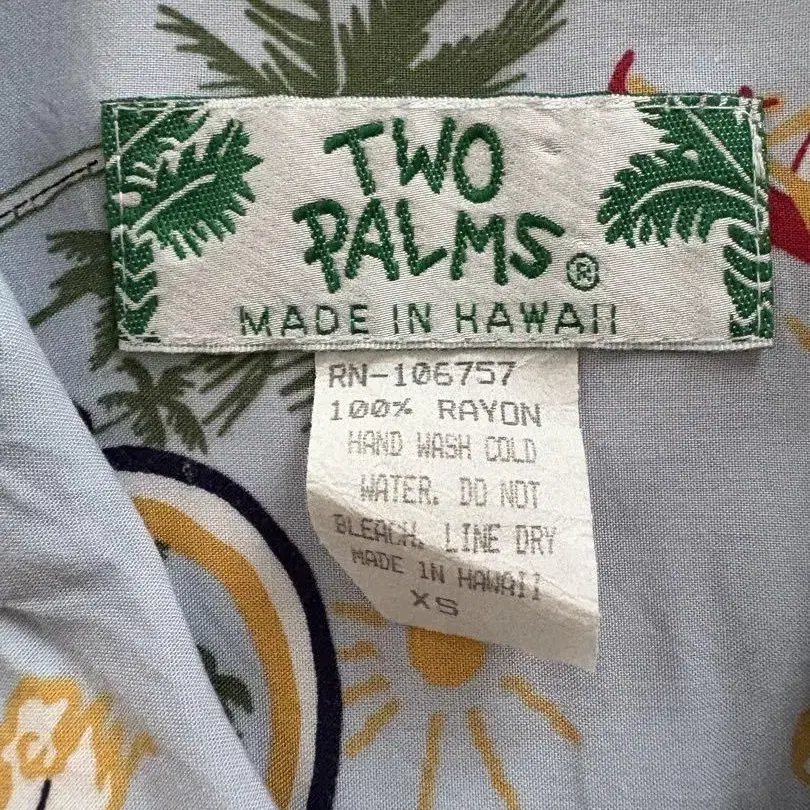 TWO
PALMS®
MADE IN HAWAII
RN-106757
100% RAYON
HAND WASH COLD
WATER. DO NOT
BLEACH. LINE DRY
MADE IN HAWAII
XS